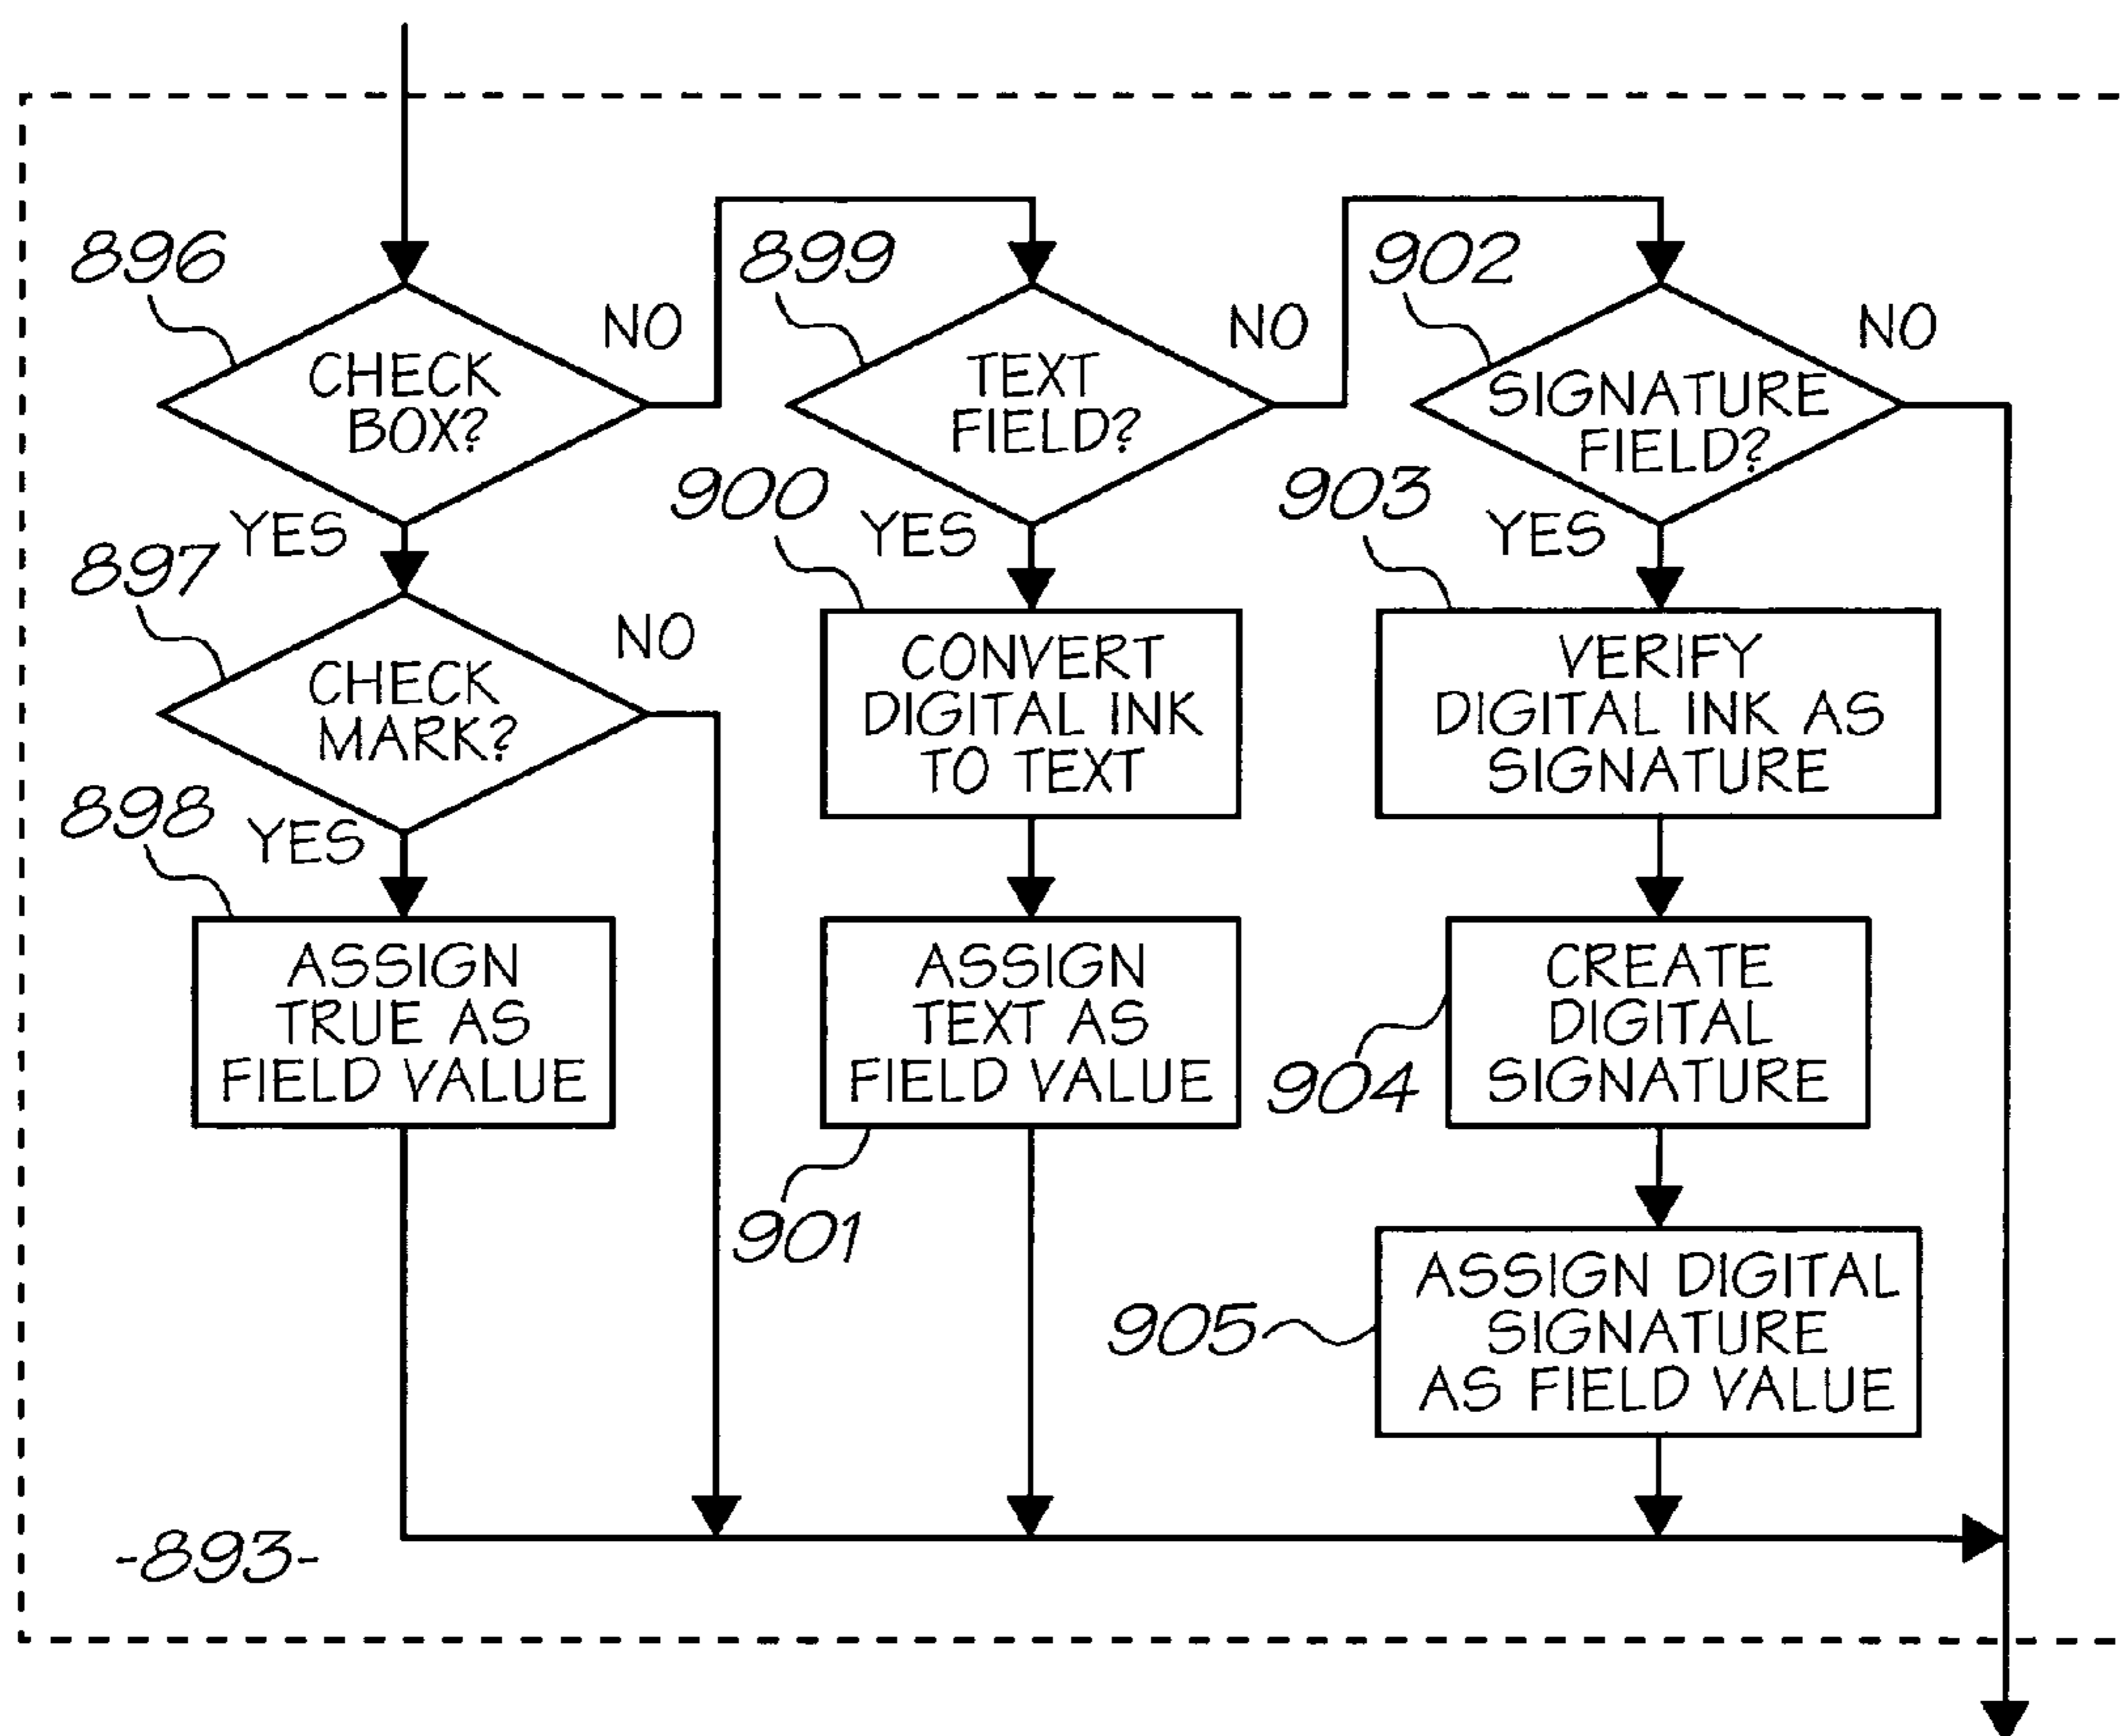 896
CHECK
BOX?
NO
YES
897
CHECK
MARK?
NO
YES
898
ASSIGN
TRUE AS
FIELD VALUE
899
TEXT
FIELD?
NO
YES
900
CONVERT
DIGITAL INK
TO TEXT
ASSIGN
TEXT AS
FIELD VALUE
901
902
SIGNATURE
FIELD?
NO
YES
903
VERIFY
DIGITAL INK AS
SIGNATURE
CREATE
DIGITAL
SIGNATURE
904
ASSIGN DIGITAL
SIGNATURE
AS FIELD VALUE
905
-893-